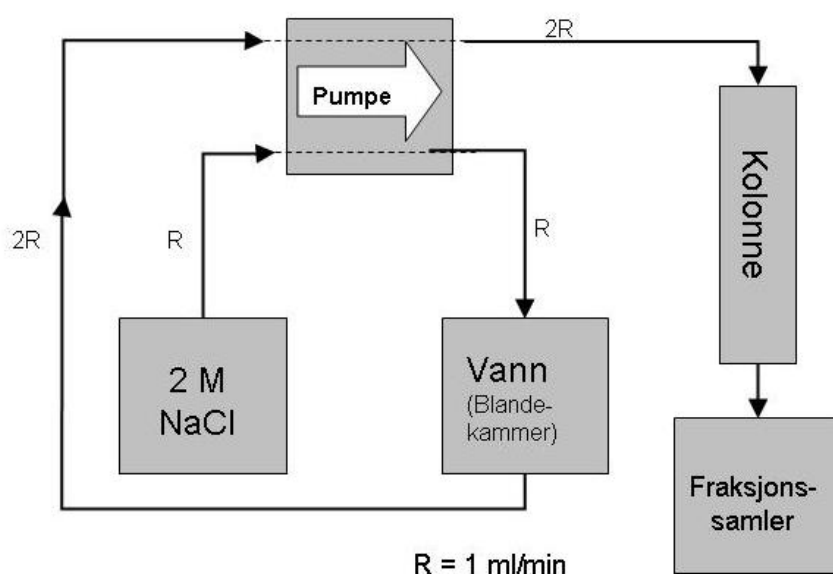 2R
Pumpe
2R
R
R
Kolonne
2 M
NaCl
Vann
(Blande-
kammer)
Fraksjons-
samler
R = 1 ml/min